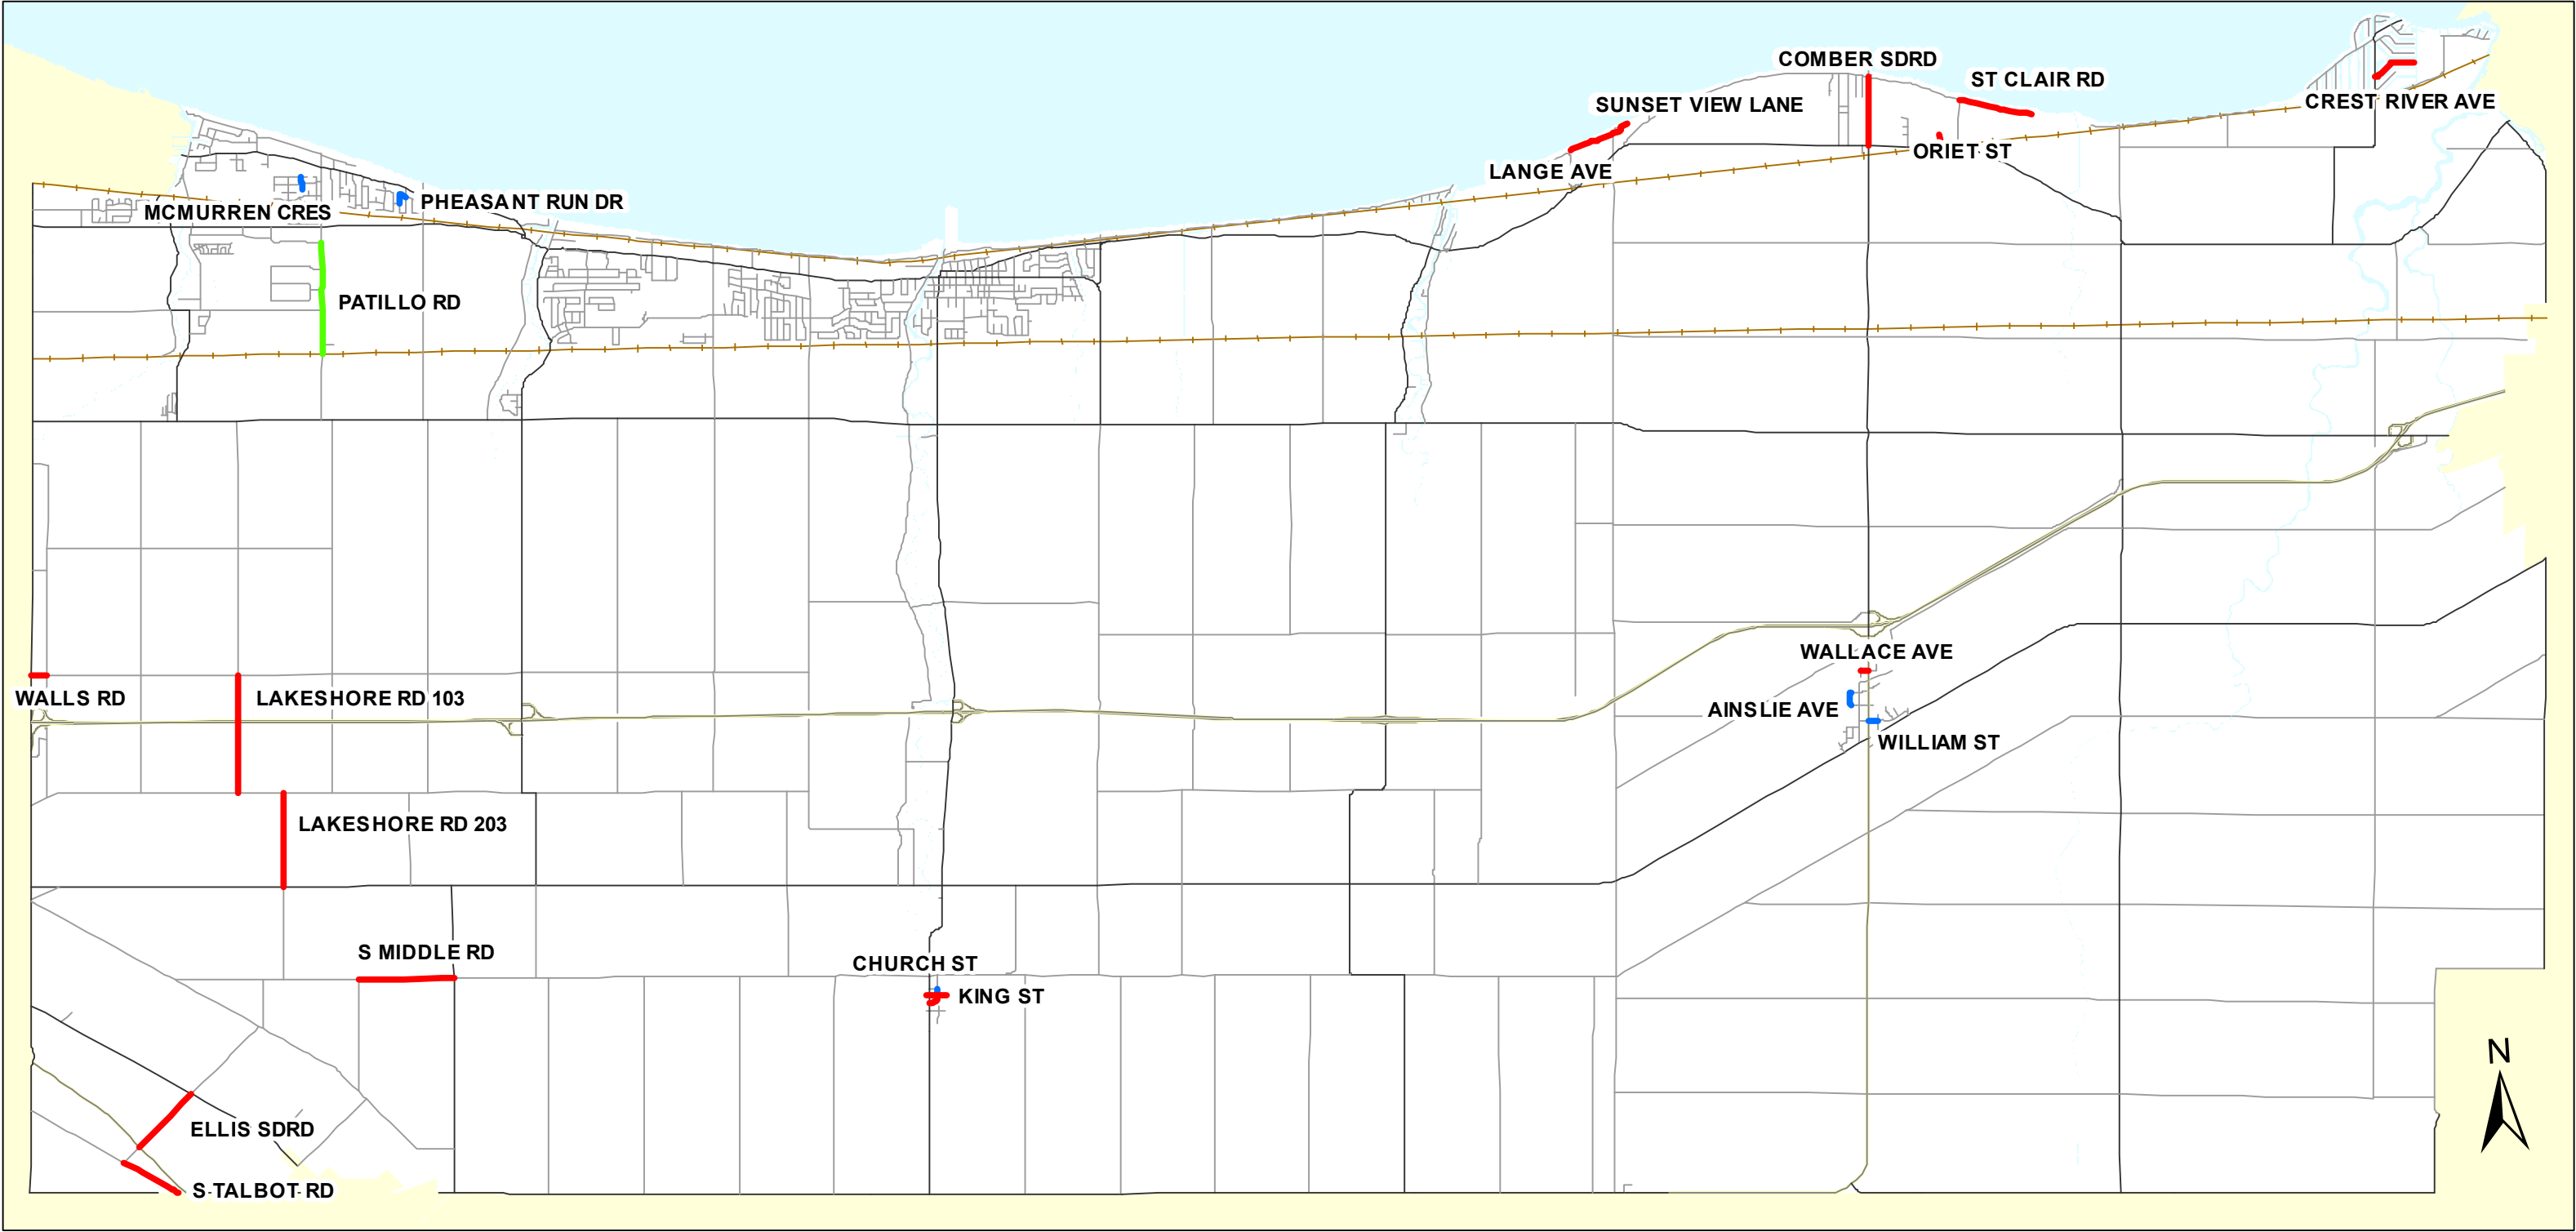 COMBER SDRD
ST CLAIR RD
SUNSET VIEW LANE
CREST RIVER AVE
ORIET ST
LANGE AVE
PHEASANT RUN DR
MCMURREN CRES
PATILLO RD
WALLACE AVE
WALLS RD
LAKESHORE RD 103
AINSLIE AVE
WILLIAM ST
LAKESHORE RD 203
S MIDDLE RD
CHURCH ST
KING ST
N
ELLIS SDRD
S TALBOT RD